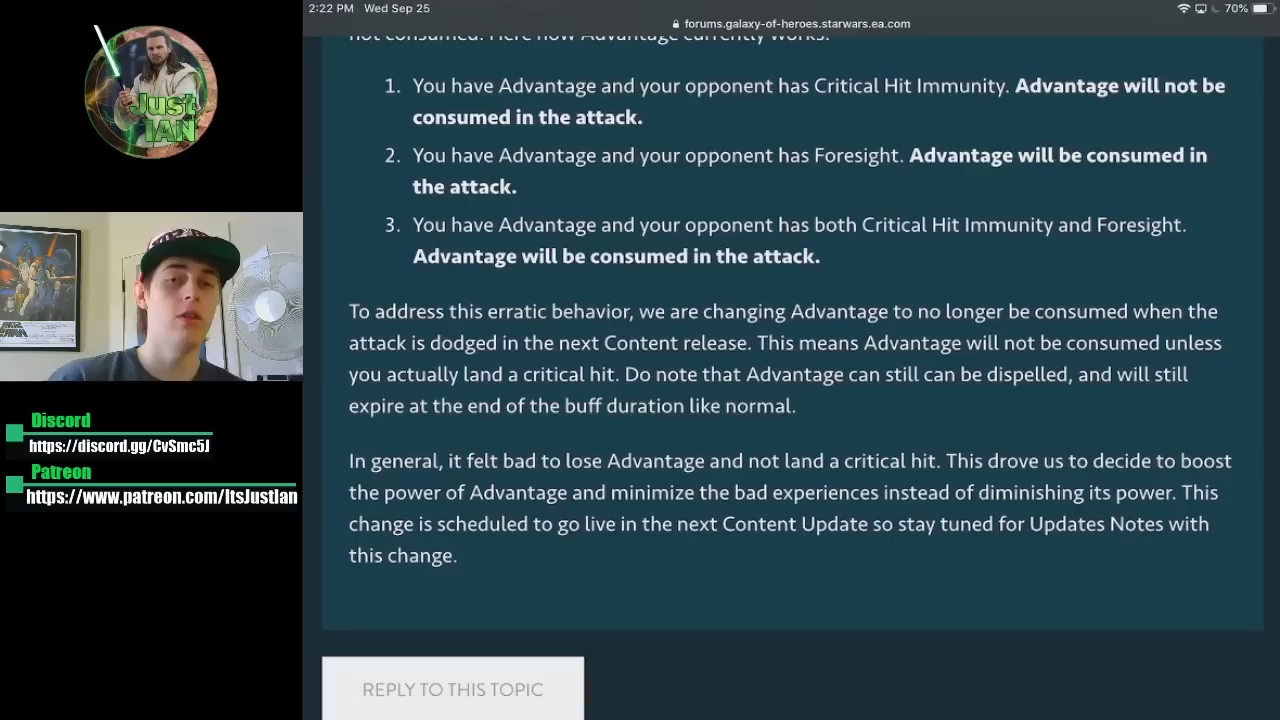 2:22 PM Wed Sep 25
70%
forums.galaxy-of-heroes.starwars.ea.com
not consumed. Here how Advantage currently works:
1. You have Advantage and your opponent has Critical Hit Immunity. Advantage will not be
consumed in the attack.
2. You have Advantage and your opponent has Foresight. Advantage will be consumed in
the attack.
3. You have Advantage and your opponent has both Critical Hit Immunity and Foresight.
Advantage will be consumed in the attack.
To address this erratic behavior, we are changing Advantage to no longer be consumed when the
attack is dodged in the next Content release. This means Advantage will not be consumed unless
you actually land a critical hit. Do note that Advantage can still can be dispelled, and will still
expire at the end of the buff duration like normal.
In general, it felt bad to lose Advantage and not land a critical hit. This drove us to decide to boost
the power of Advantage and minimize the bad experiences instead of diminishing its power. This
change is scheduled to go live in the next Content Update so stay tuned for Updates Notes with
this change.
REPLY TO THIS TOPIC
Just
IAN
Discord
https://discord.gg/CvSmc5J
Patreon
https://www.patreon.com/ItsJustIan